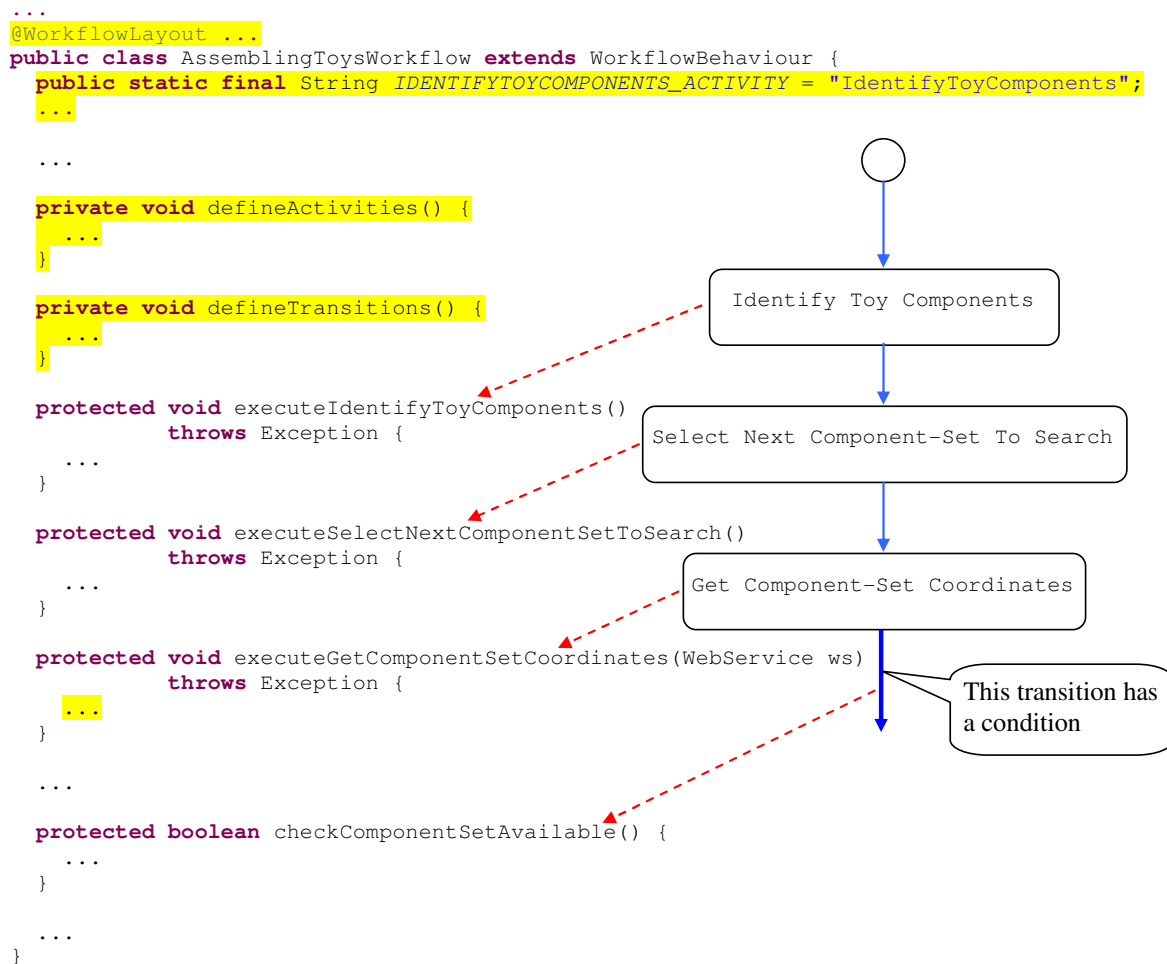 ...
@WorkflowLayout ...
public class AssemblingToysWorkflow extends WorkflowBehaviour {
public static final String IDENTIFYTOYCOMPONENTS_ACTIVITY = "IdentifyToyComponents";
...
...
private void defineActivities() {
...
}
private void defineTransitions() {
...
}
protected void executeIdentifyToyComponents()
throws Exception {
...
}
protected void executeSelectNextComponentSetToSearch()
throws Exception {
...
}
protected void executeGetComponentSetCoordinates(WebService ws)
throws Exception {
...
}
...
protected boolean checkComponentSetAvailable() {
...
}
...
}
Identify Toy Components
Select Next Component-Set To Search
Get Component-Set Coordinates
This transition has
a condition